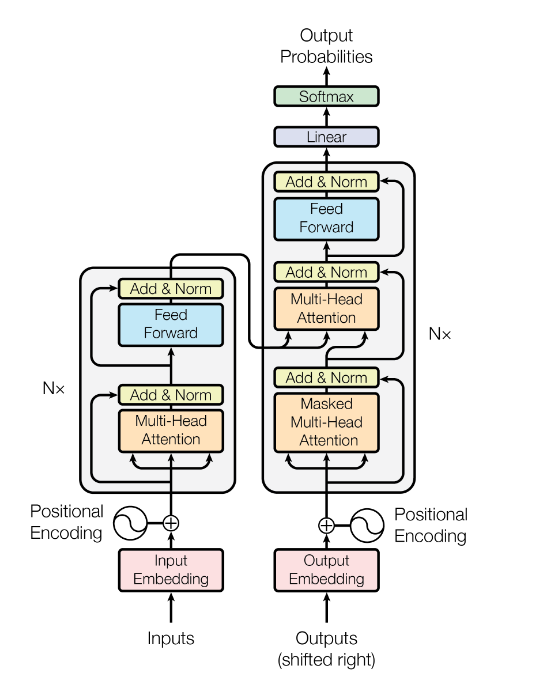 Output
Probabilities
Softmax
Linear
Add & Norm
Feed
Forward
Add & Norm
Multi-Head
Attention
Add & Norm
Masked
Multi-Head
Attention
N×
Add & Norm
Feed
Forward
Add & Norm
Multi-Head
Attention
N×
Positional
Encoding
Positional
Encoding
Input
Embedding
Output
Embedding
Inputs
Outputs
(shifted right)